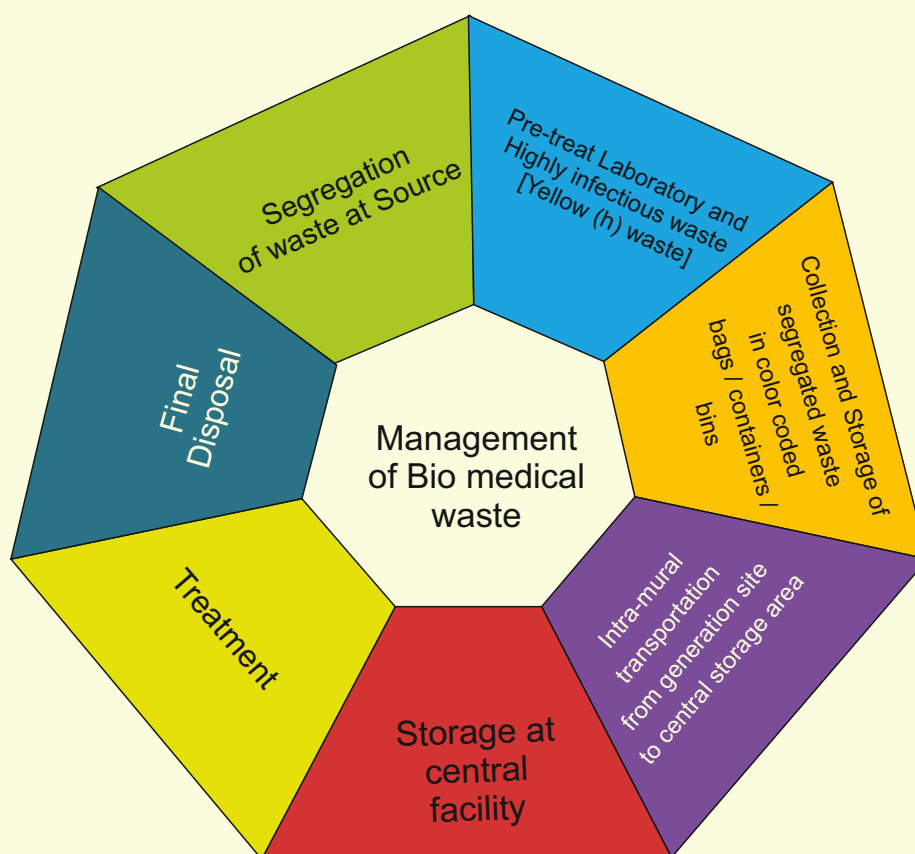 Segregation
of waste at Source
Pre-treat Laboratory and
Highly infectious waste
[Yellow (h) waste]
Collection and Storage of
segregated waste
in color coded
bags / containers /
bins
Intra-mural
transportation
from generation site
to central storage area
Storage at
central
facility
Treatment
Final
Disposal
Management
of Bio medical
waste